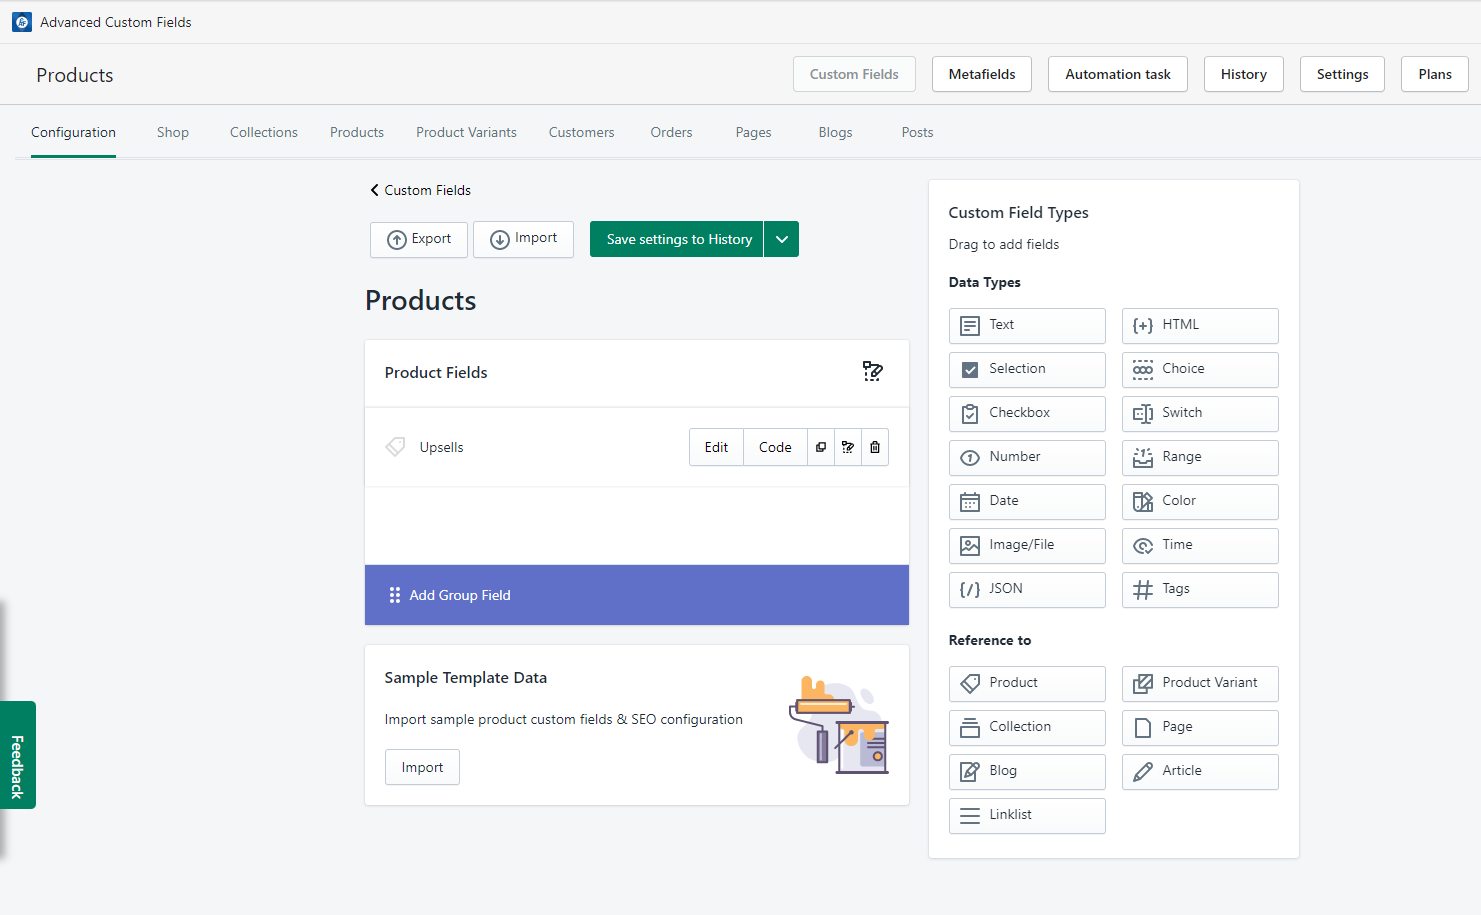 Advanced Custom Fields
Products
Custom Fields
Metafields
Automation task
History
Settings
Plans
Configuration
Shop
Collections
Products
Product Variants
Customers
Orders
Pages
Blogs
Posts
Custom Fields
Export
Import
Save settings to History
Products
Product Fields
Upsells
Edit
Code
Add Group Field
Sample Template Data
Import sample product custom fields & SEO configuration
Import
Custom Field Types
Drag to add fields
Data Types
Text
HTML
Selection
Choice
Checkbox
Switch
Number
Range
Date
Color
Image/File
Time
JSON
Tags
Reference to
Product
Product Variant
Collection
Page
Blog
Article
Linklist
Feedback